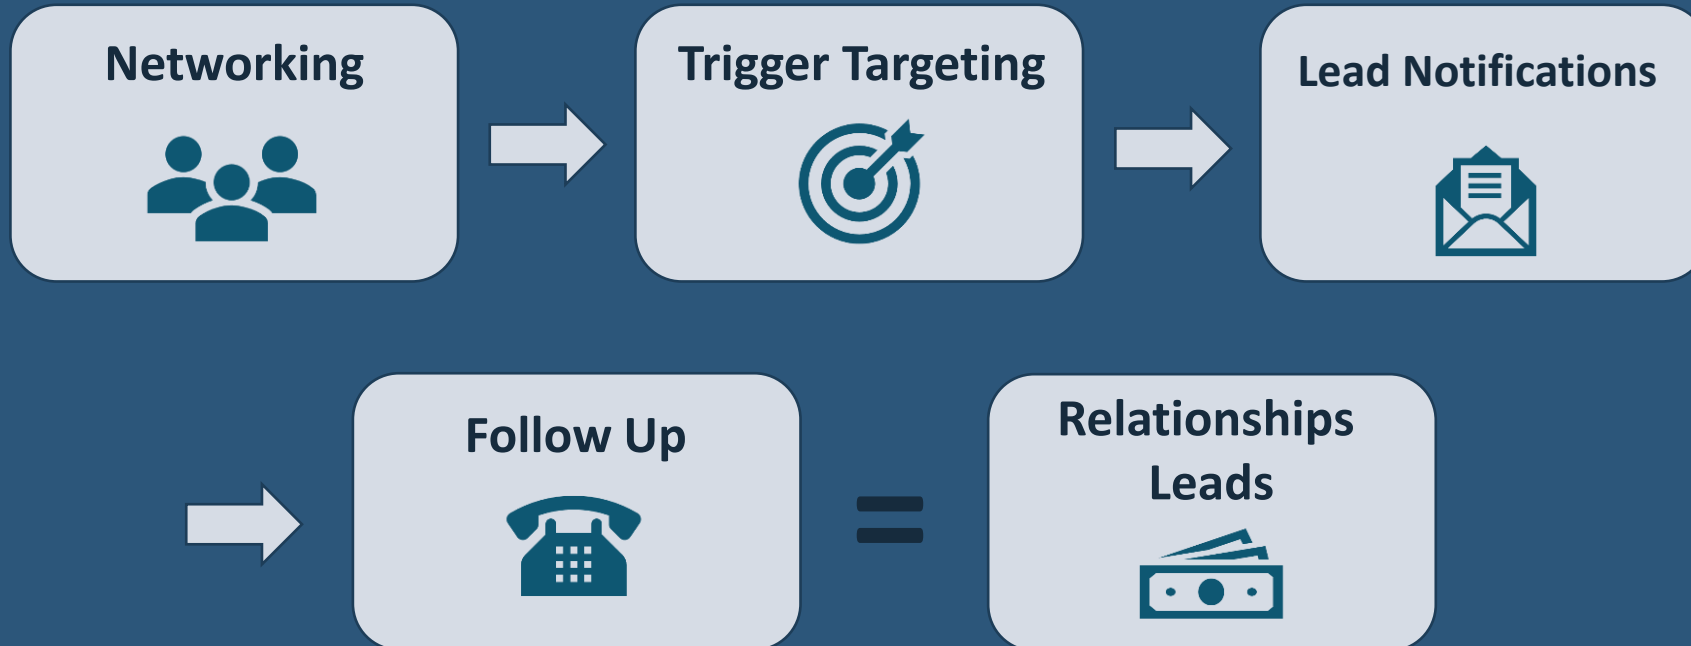 Networking
Trigger Targeting
Lead Notifications
Follow Up
=
Relationships
Leads